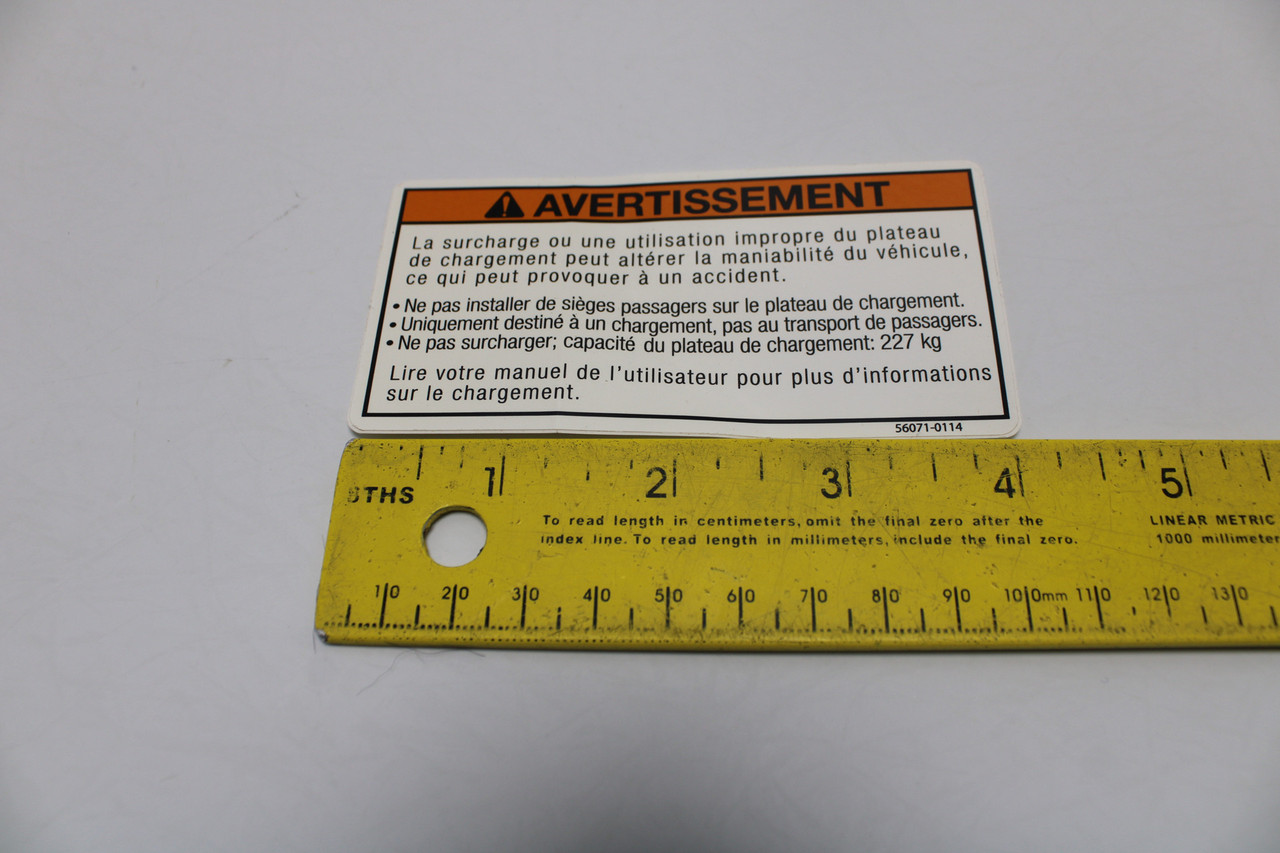 AVERTISSEMENT
La surcharge ou une utilisation impropre du plateau
de chargement peut altérer la maniabilité du véhicule,
ce qui peut provoquer à un accident.
• Ne pas installer de sièges passagers sur le plateau de chargement.
• Uniquement destiné à un chargement, pas au transport de passagers.
• Ne pas surcharger; capacité du plateau de chargement: 227 kg
Lire votre manuel de l'utilisateur pour plus d'informations
sur le chargement.
56071-0114
1 2 3 4 5
8THS
To read length in centimeters, omit the final zero after the
index line. To read length in millimeters, include the final zero.
LINEAR METRIC
1000 millimeter
10 20 30 40 50 60 70 80 90 100mm 110 120 130